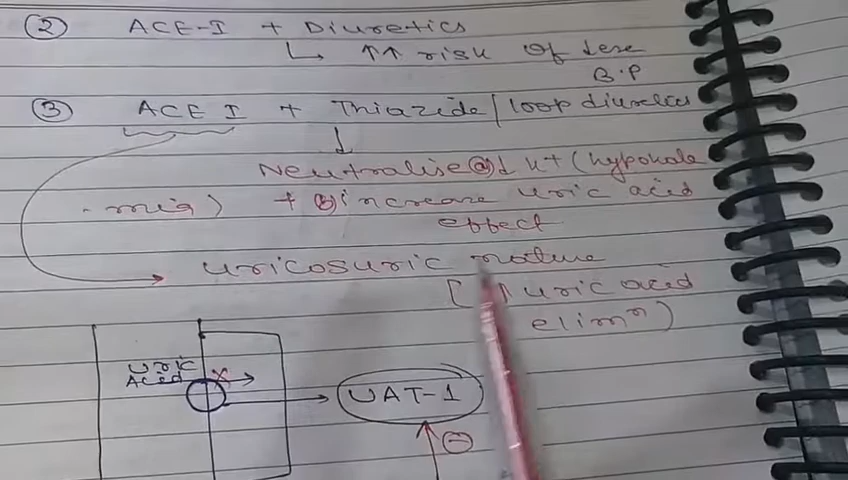 ② ACE-I + Diuretics
↳ ↑↑ risk of
B.P
③ ACE I + Thiazide/loop diuretics
↓
Neutralise ⓐ↓ K+ (hypokale
-mia) + ⓑ increase uric acid
effect
uricosuric nature
[↑ uric acid
elimⁿ)
uric
Acid x
UAT-1
⊖